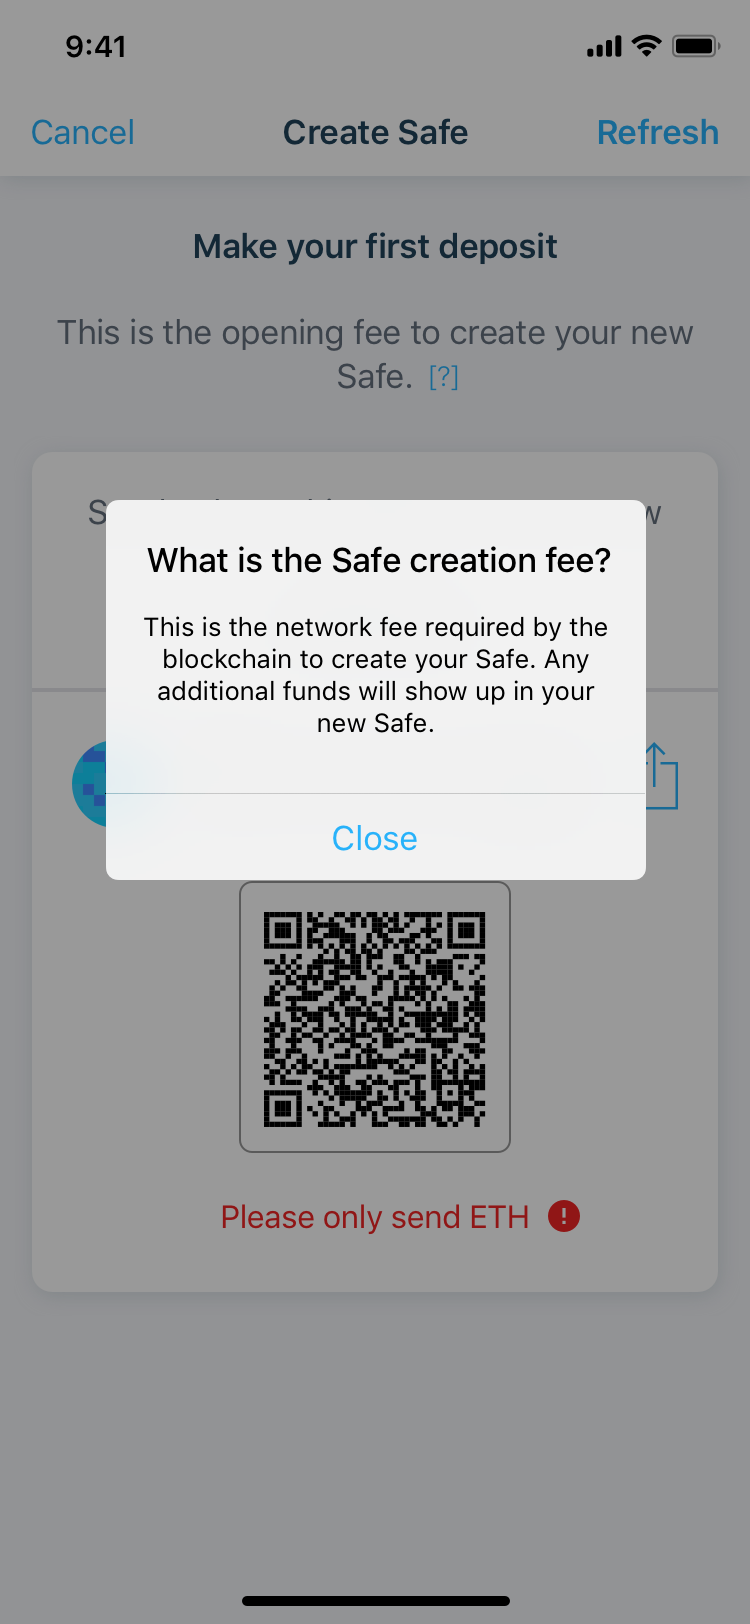 9:41
Cancel
Create Safe
Refresh
Make your first deposit
This is the opening fee to create your new
Safe. [?]
What is the Safe creation fee?
This is the network fee required by the
blockchain to create your Safe. Any
additional funds will show up in your
new Safe.
Close
Please only send ETH
!